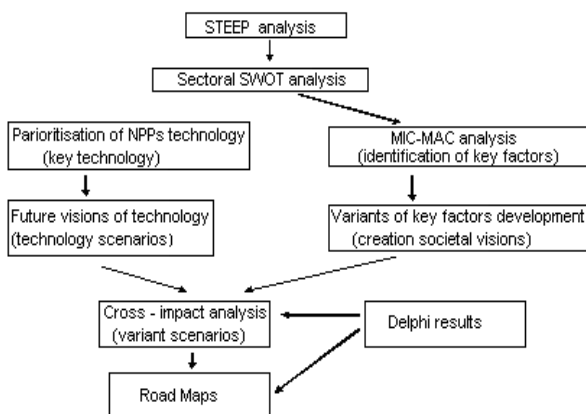 STEEP analysis
Sectoral SWOT analysis
Parioritisation of NPPs technology
(key technology)
MIC-MAC analysis
(identification of key factors)
Future visions of technology
(technology scenarios)
Variants of key factors development
(creation societal visions)
Cross - impact analysis
(variant scenarios)
Delphi results
Road Maps